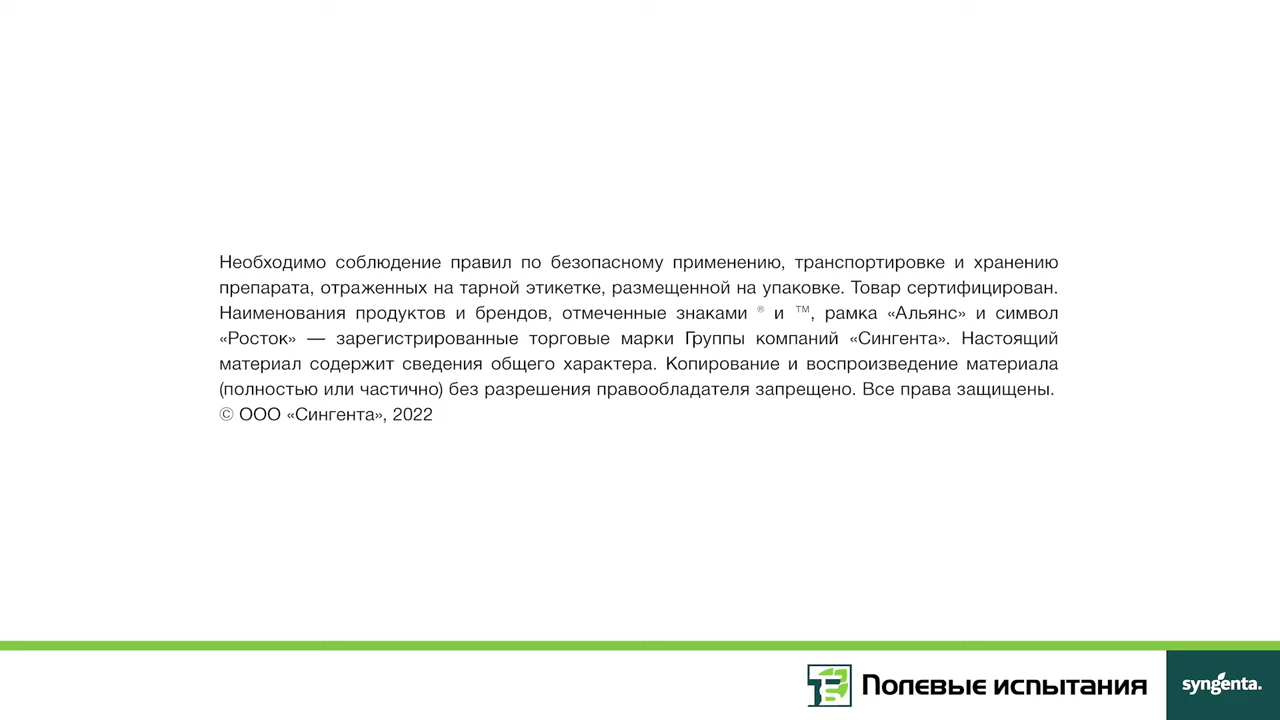 Необходимо соблюдение правил по безопасному применению, транспортировке и хранению
препарата, отраженных на тарной этикетке, размещенной на упаковке. Товар сертифицирован.
Наименования продуктов и брендов, отмеченные знаками ® и ™, рамка «Альянс» и символ
«Росток» — зарегистрированные торговые марки Группы компаний «Сингента». Настоящий
материал содержит сведения общего характера. Копирование и воспроизведение материала
(полностью или частично) без разрешения правообладателя запрещено. Все права защищены.
© ООО «Сингента», 2022
Полевые испытания
syngenta.